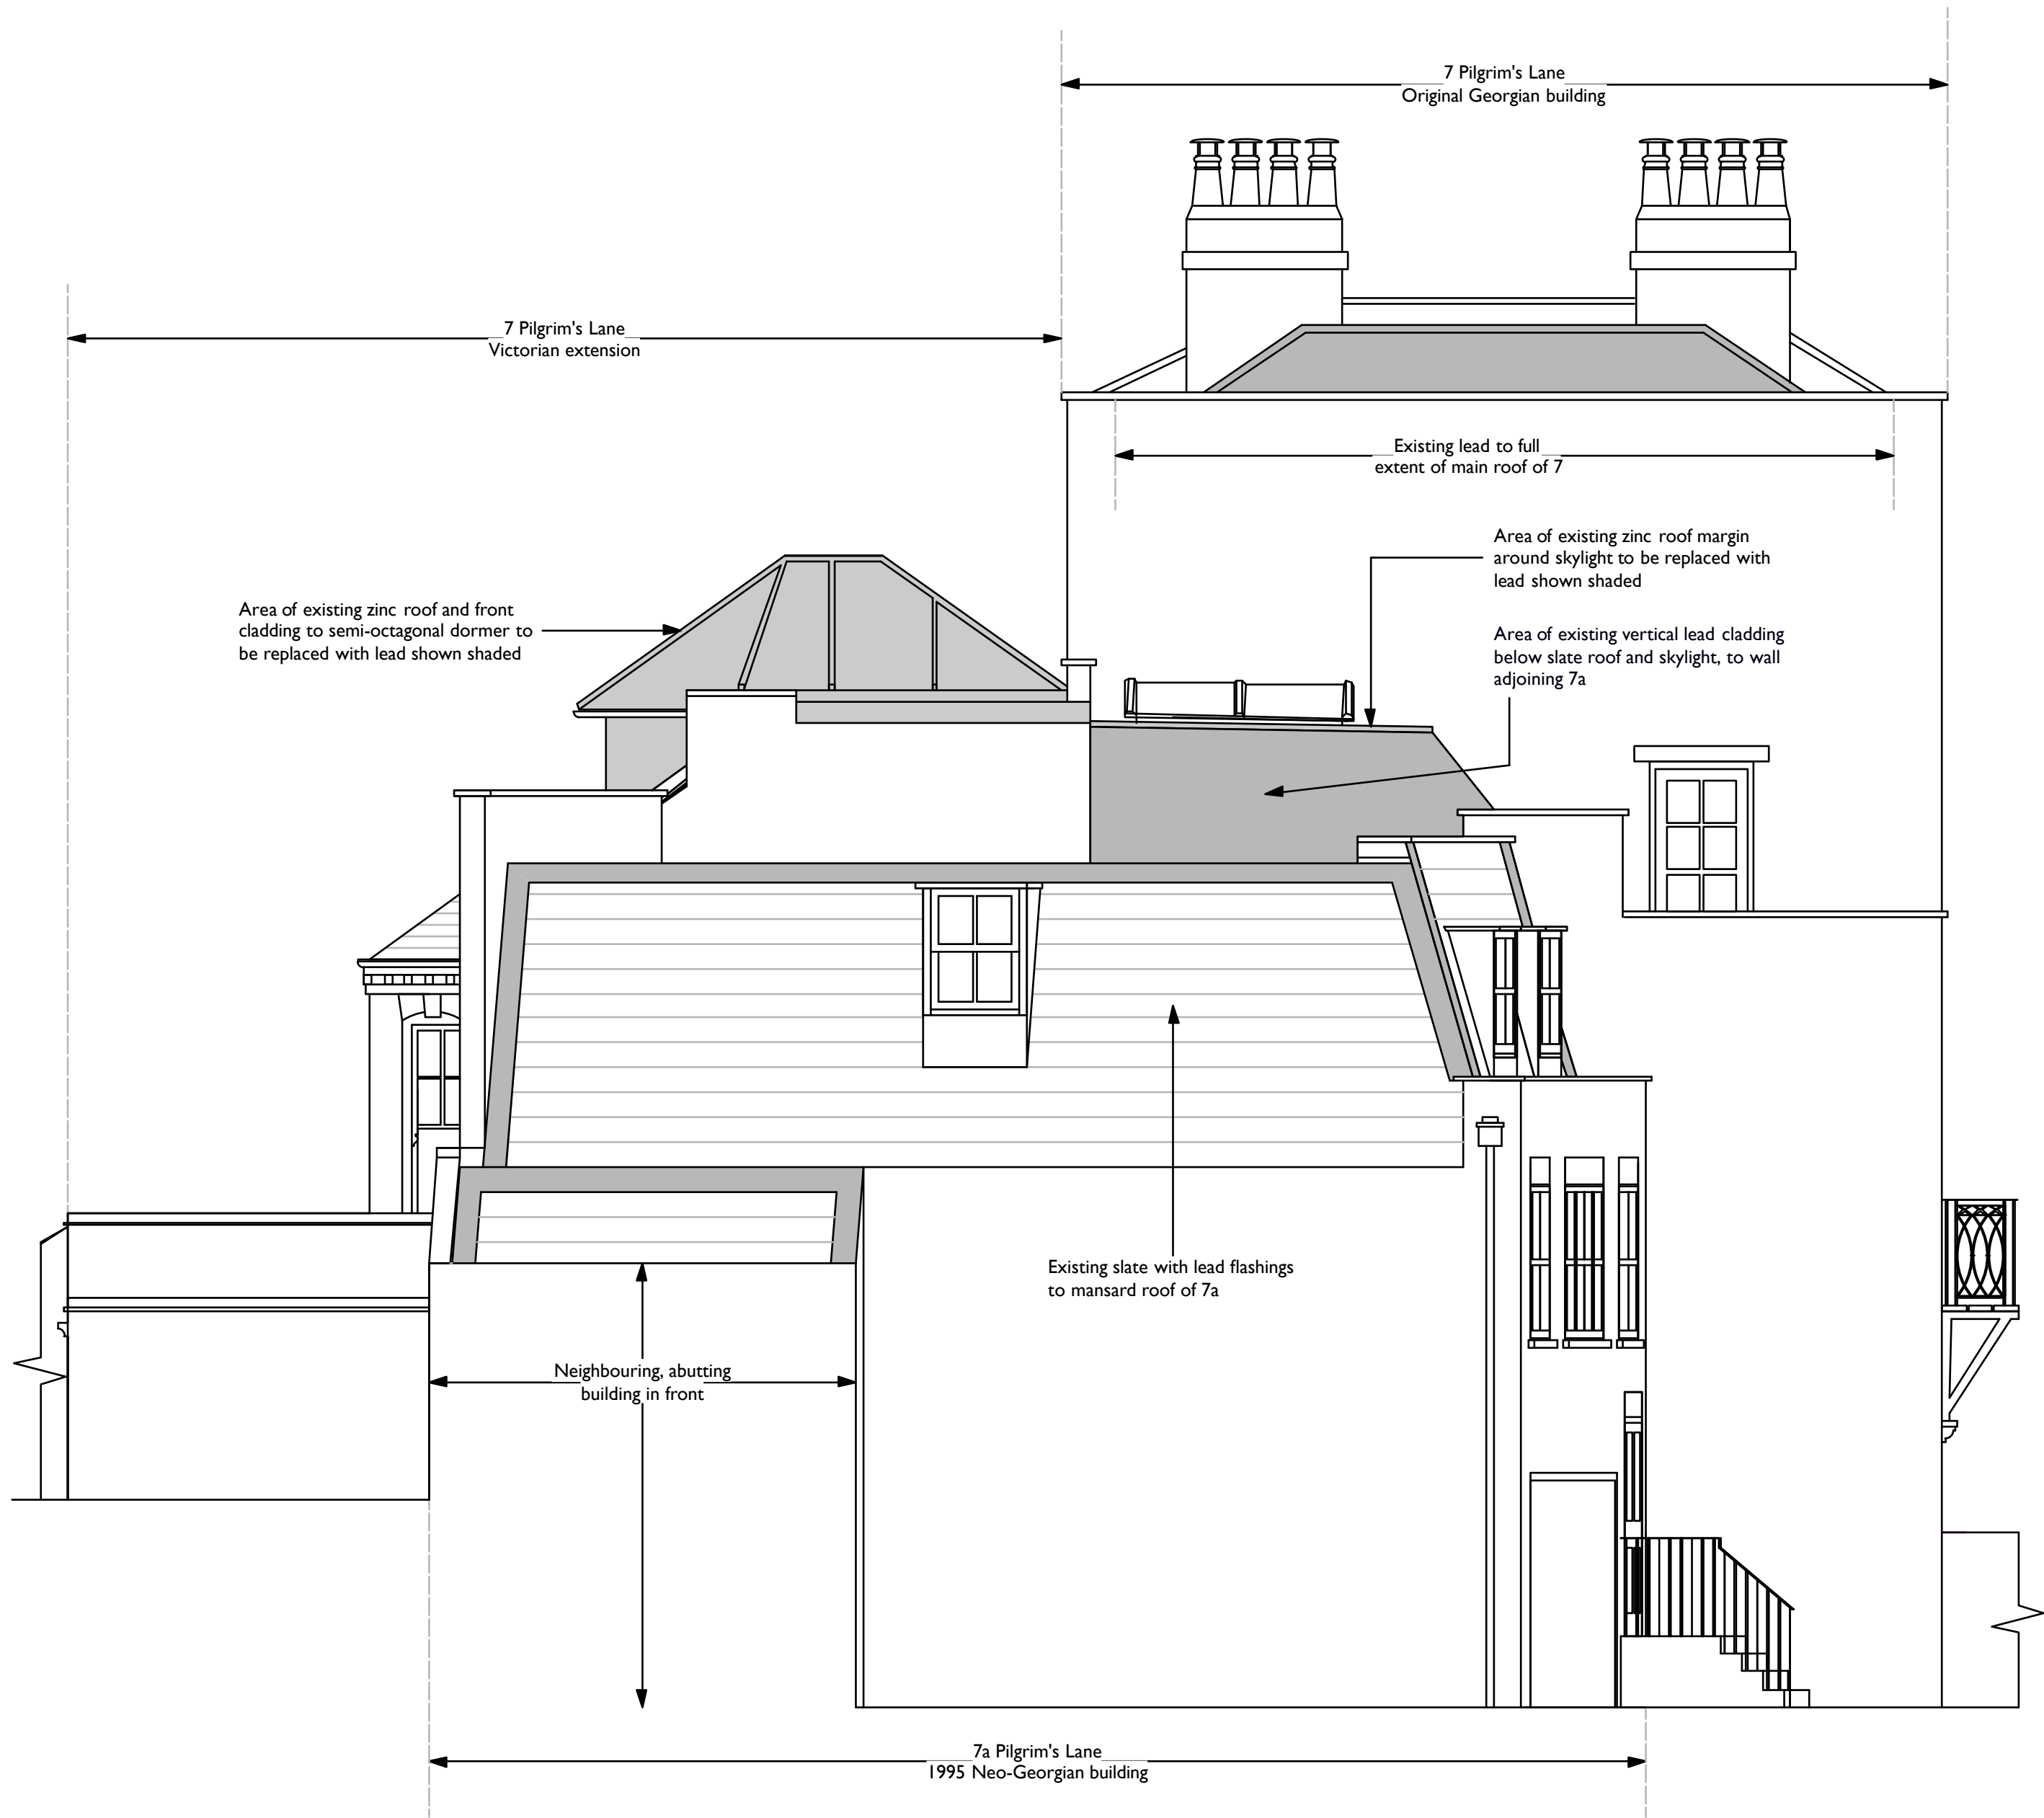 7 Pilgrim's Lane
Original Georgian building
7 Pilgrim's Lane
Victorian extension
Existing lead to full
extent of main roof of 7
Area of existing zinc roof margin
around skylight to be replaced with
lead shown shaded
Area of existing zinc roof and front
cladding to semi-octagonal dormer to
be replaced with lead shown shaded
Area of existing vertical lead cladding
below slate roof and skylight, to wall
adjoining 7a
Existing slate with lead flashings
to mansard roof of 7a
Neighbouring, abutting
building in front
7a Pilgrim's Lane
1995 Neo-Georgian building